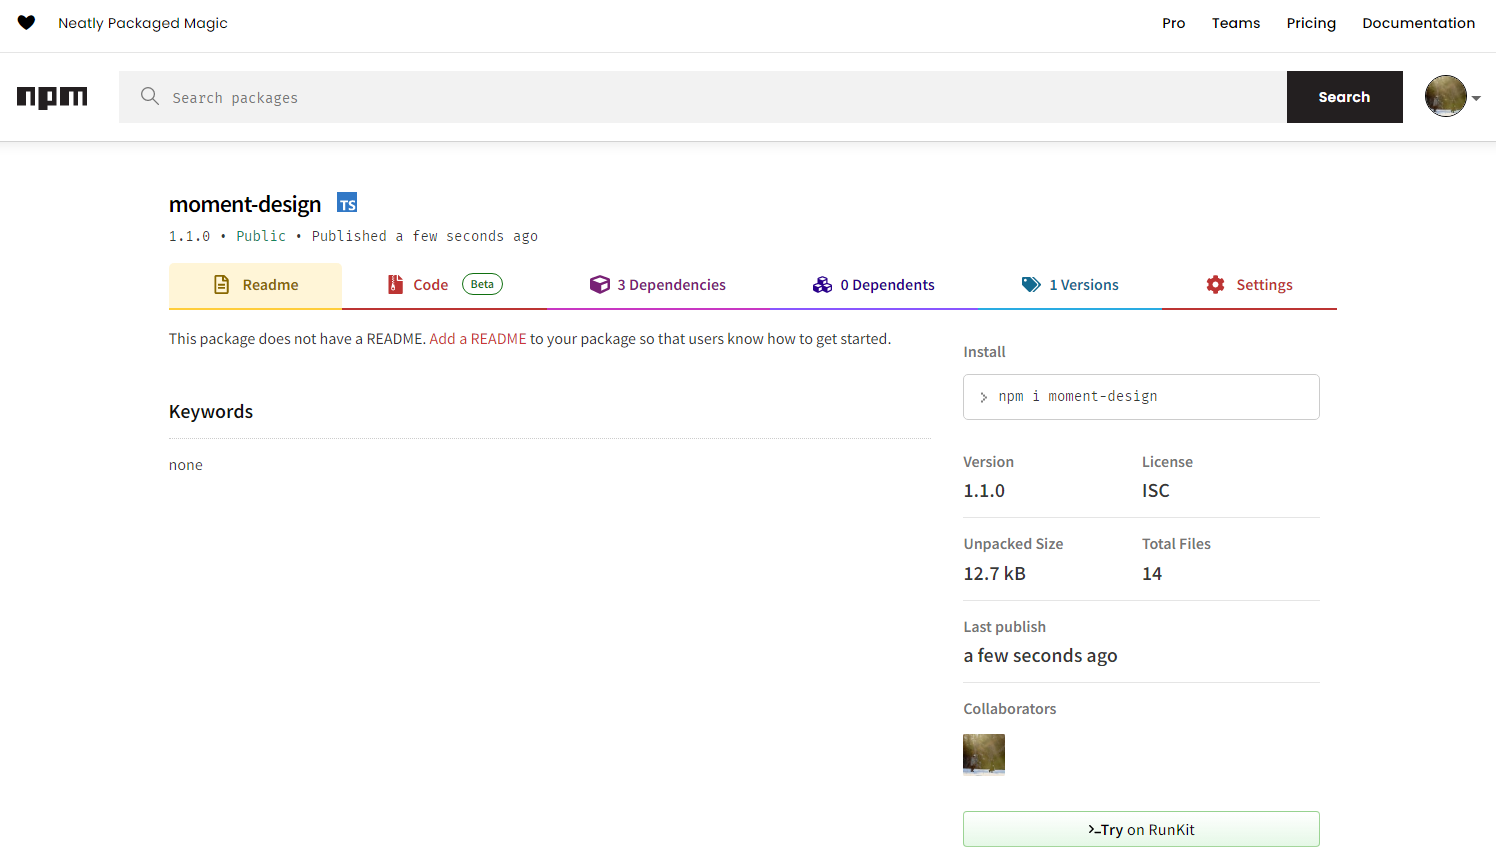 Neatly Packaged Magic
Pro Teams Pricing Documentation
npm
Search packages
Search
moment-design TS
1.1.0 • Public • Published a few seconds ago
Readme
Code Beta
3 Dependencies
0 Dependents
1 Versions
Settings
This package does not have a README. Add a README to your package so that users know how to get started.
Keywords
none
Install
npm i moment-design
Version
1.1.0
License
ISC
Unpacked Size
12.7 kB
Total Files
14
Last publish
a few seconds ago
Collaborators
Try on RunKit